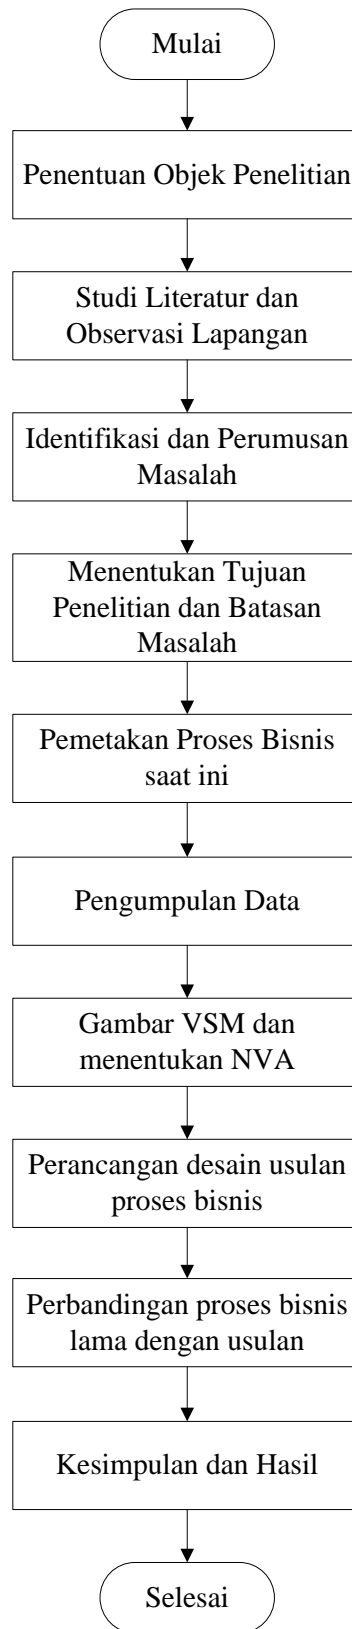 Mulai
Penentuan Objek Penelitian
Studi Literatur dan
Observasi Lapangan
Identifikasi dan Perumusan
Masalah
Menentukan Tujuan
Penelitian dan Batasan
Masalah
Pemetakan Proses Bisnis
saat ini
Pengumpulan Data
Gambar VSM dan
menentukan NVA
Perancangan desain usulan
proses bisnis
Perbandingan proses bisnis
lama dengan usulan
Kesimpulan dan Hasil
Selesai